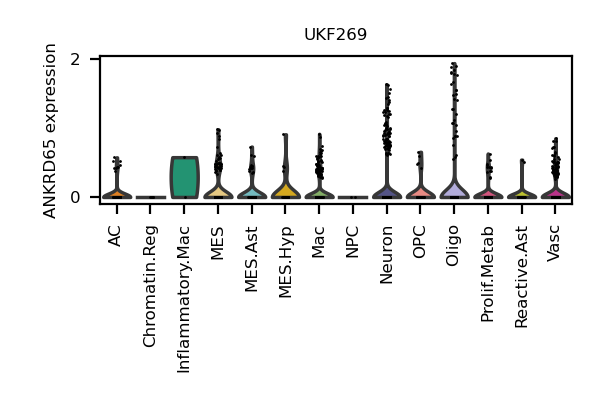 UKF269
ANKRD65 expression
2
0
AC
Chromatin.Reg
Inflammatory.Mac
MES
MES.Ast
MES.Hyp
Mac
NPC
Neuron
OPC
Oligo
Prolif.Metab
Reactive.Ast
Vasc